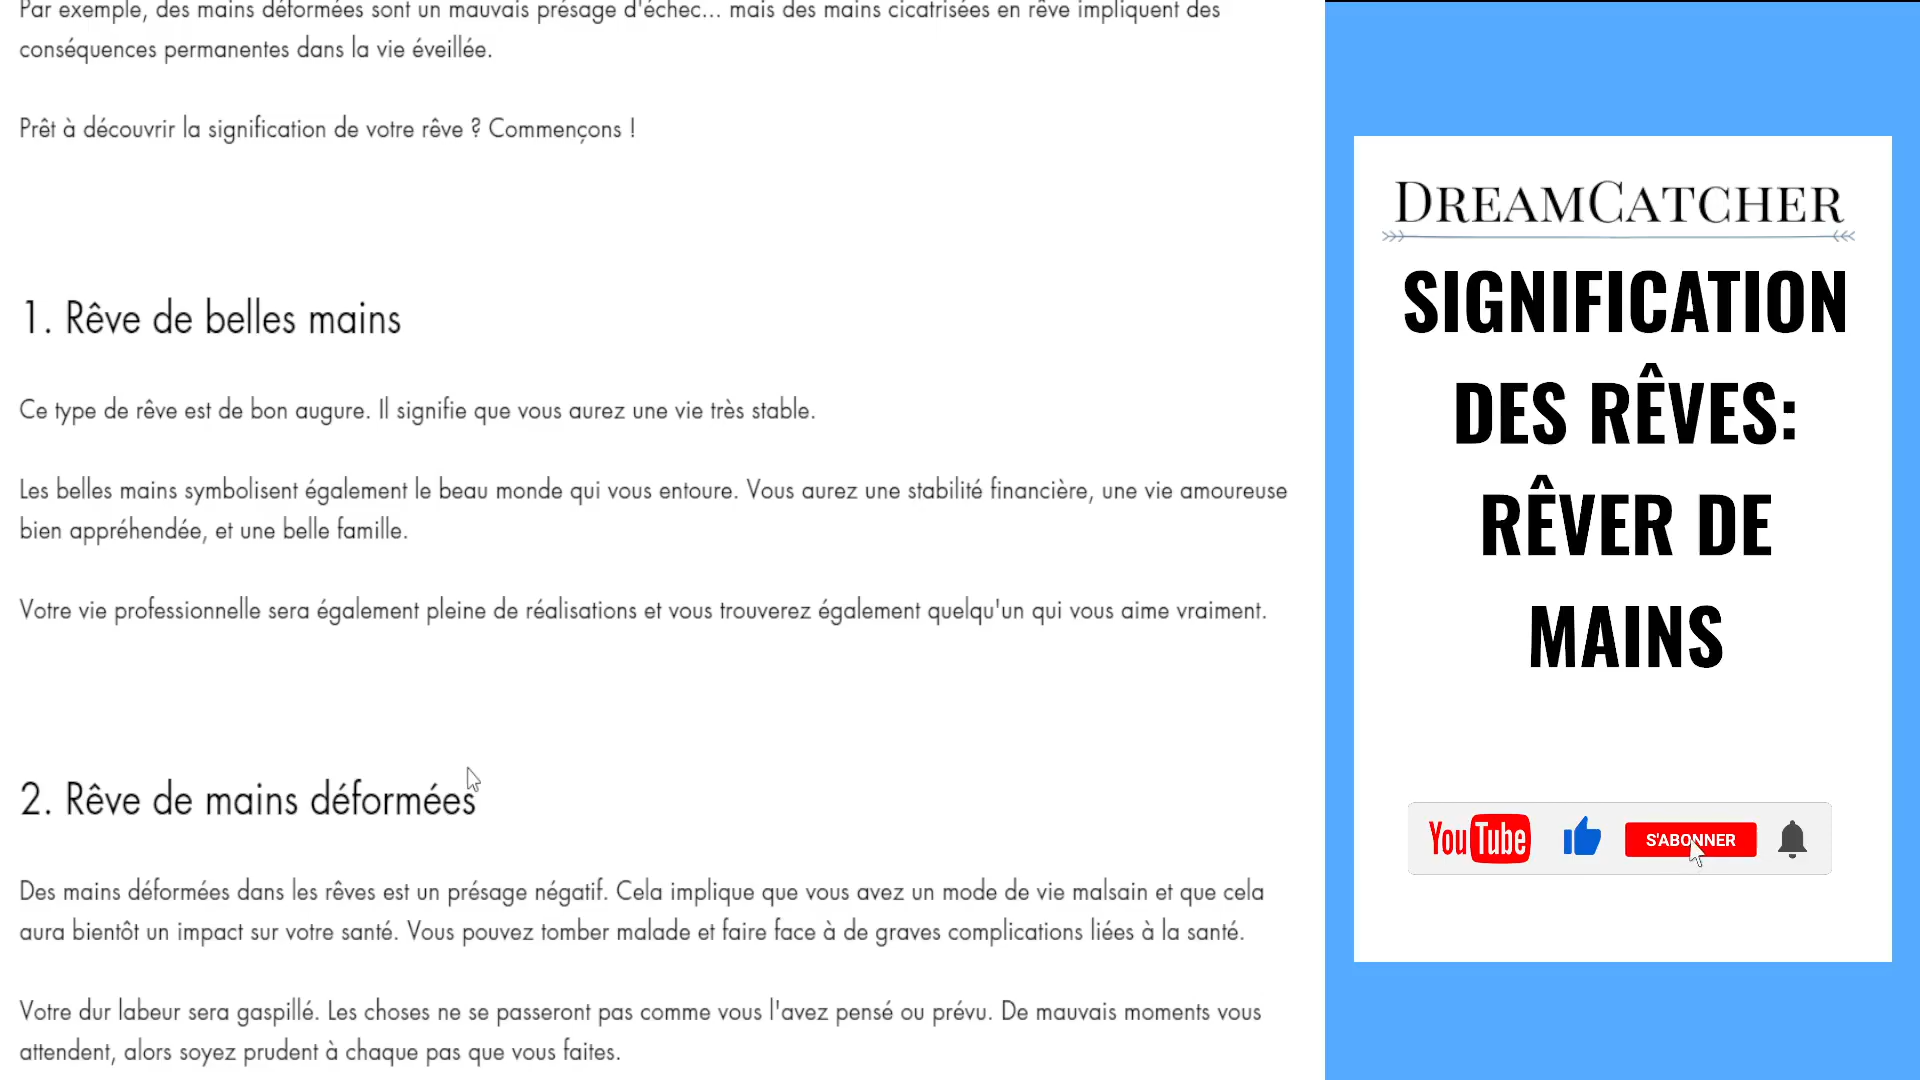 Par exemple, des mains déformées sont un mauvais présage d'échec... mais des mains cicatrisées en rêve impliquent des
conséquences permanentes dans la vie éveillée.
Prêt à découvrir la signification de votre rêve ? Commençons !
1. Rêve de belles mains
Ce type de rêve est de bon augure. Il signifie que vous aurez une vie très stable.
Les belles mains symbolisent également le beau monde qui vous entoure. Vous aurez une stabilité financière, une vie amoureuse
bien appréhendée, et une belle famille.
Votre vie professionnelle sera également pleine de réalisations et vous trouverez également quelqu'un qui vous aime vraiment.
2. Rêve de mains déformées
Des mains déformées dans les rêves est un présage négatif. Cela implique que vous avez un mode de vie malsain et que cela
aura bientôt un impact sur votre santé. Vous pouvez tomber malade et faire face à de graves complications liées à la santé.
Votre dur labeur sera gaspillé. Les choses ne se passeront pas comme vous l'avez pensé ou prévu. De mauvais moments vous
attendent, alors soyez prudent à chaque pas que vous faites.
DREAMCATCHER
SIGNIFICATION
DES RÊVES:
RÊVER DE
MAINS
YouTube
S'ABONNER